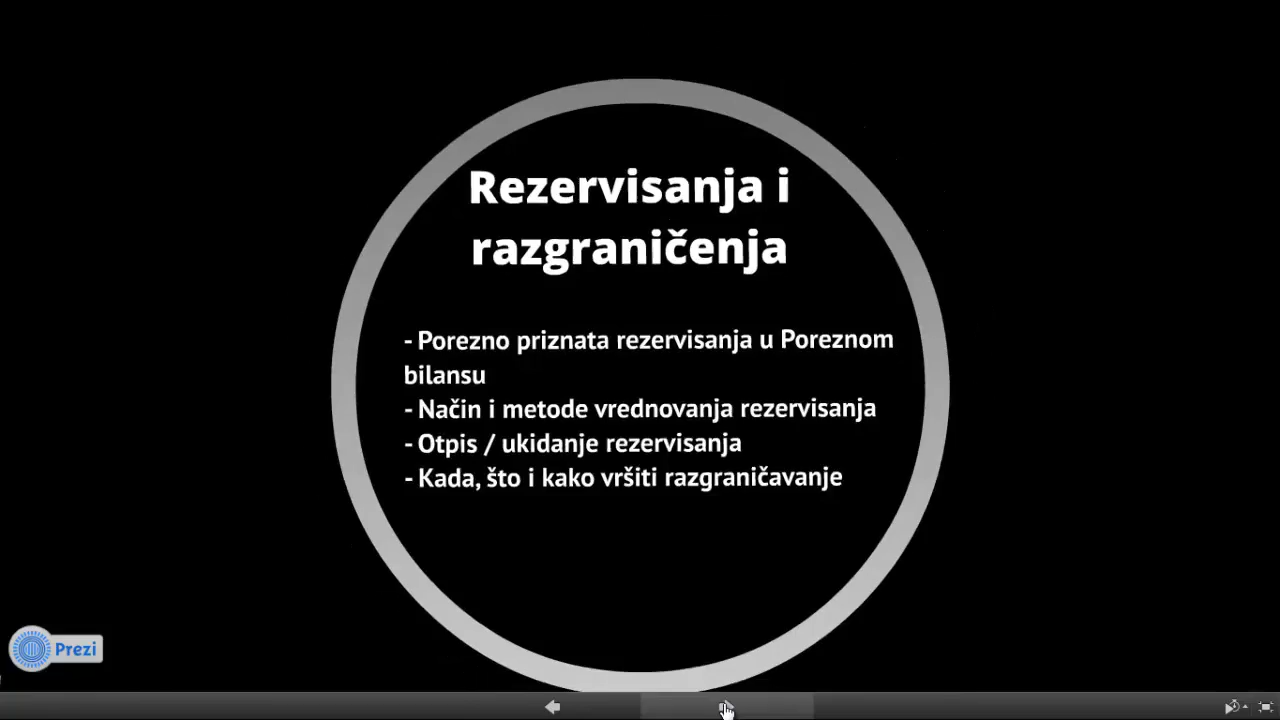 Rezervisanja i
razgraničenja
- Porezno priznata rezervisanja u Poreznom
bilansu
- Način i metode vrednovanja rezervisanja
- Otpis / ukidanje rezervisanja
- Kada, što i kako vršiti razgraničavanje
Prezi